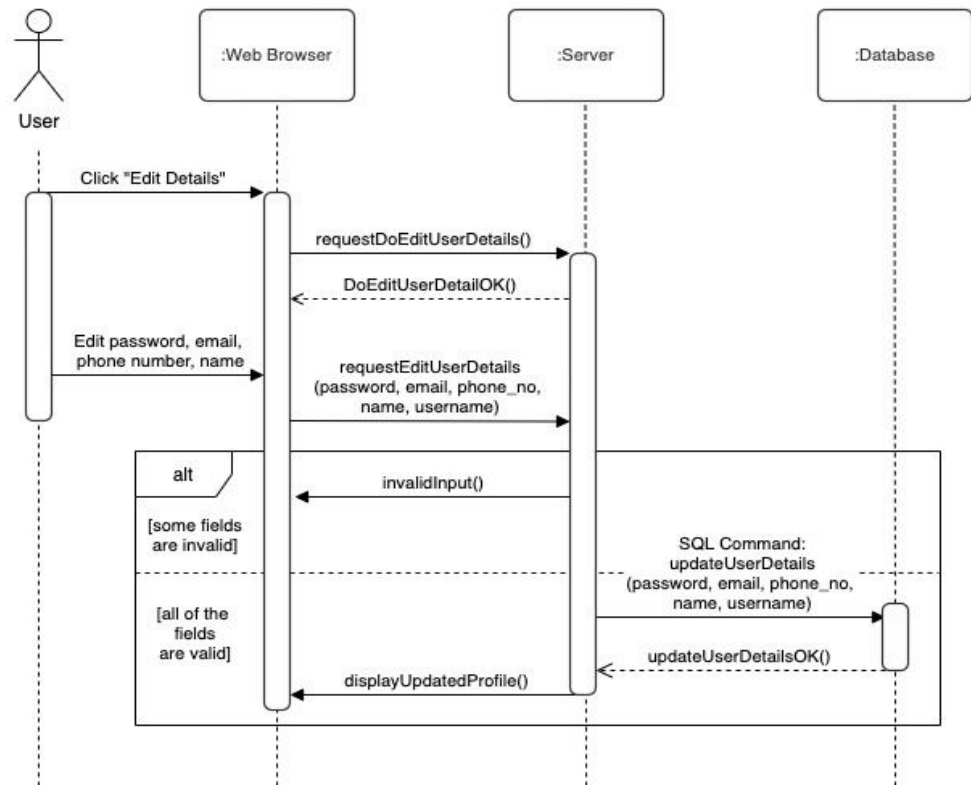 :Web Browser
:Server
:Database
User
Click "Edit Details"
requestDoEditUserDetails()
DoEditUserDetailOK()
Edit password, email,
phone number, name
requestEditUserDetails
(password, email, phone_no,
name, username)
alt
invalidInput()
[some fields
are invalid]
SQL Command:
updateUserDetails
(password, email, phone_no,
name, username)
[all of the
fields
are valid]
updateUserDetailsOK()
displayUpdatedProfile()